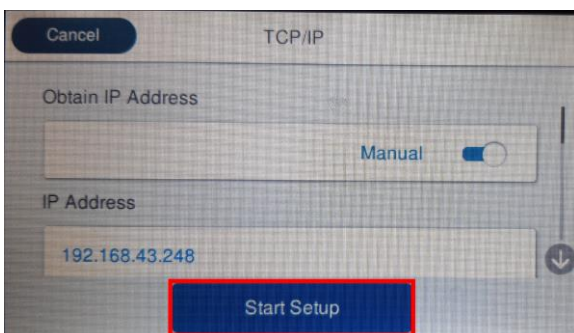 Cancel
TCP/IP
Obtain IP Address
Manual
IP Address
192.168.43.248
Start Setup